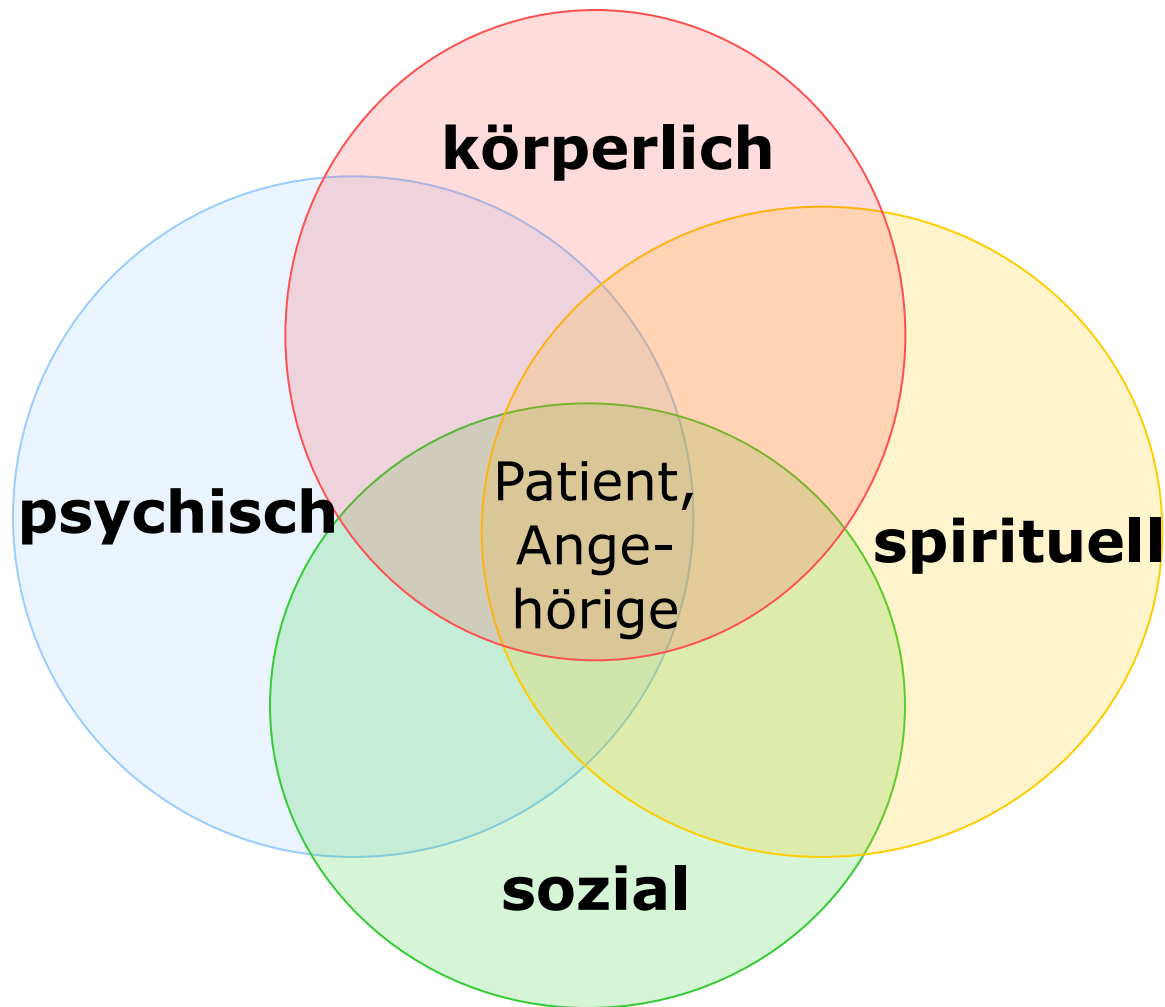 körperlich
psychisch
Patient,
Ange-
hörige
spirituell
sozial